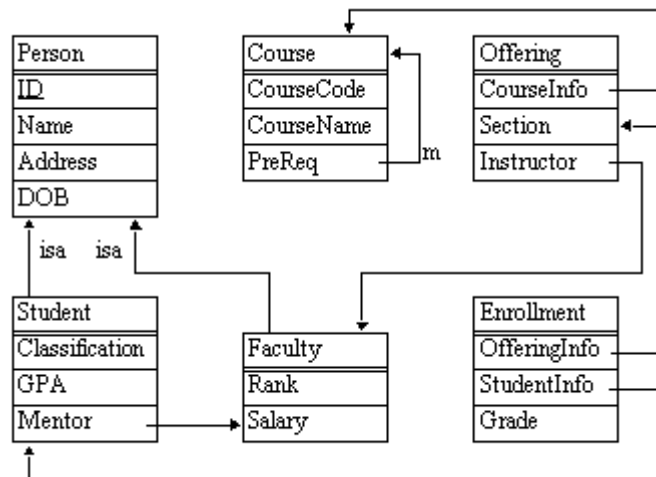 Person
ID
Name
Address
DOB
Course
CourseCode
CourseName
PreReq
m
Offering
CourseInfo
Section
Instructor
isa
isa
Student
Classification
GPA
Mentor
Faculty
Rank
Salary
Enrollment
OfferingInfo
StudentInfo
Grade